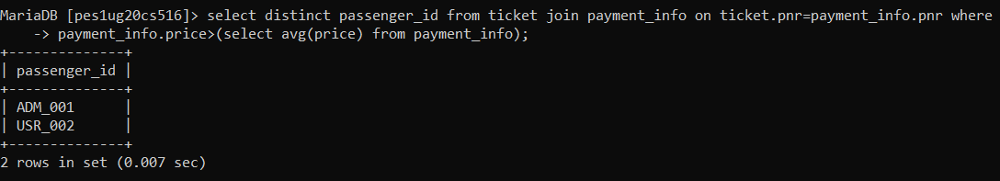 MariaDB [pes1ug20cs516]> select distinct passenger_id from ticket join payment_info on ticket.pnr=payment_info.pnr where
    -> payment_info.price>(select avg(price) from payment_info);
+--------------+
| passenger_id |
+--------------+
| ADM_001      |
| USR_002      |
+--------------+
2 rows in set (0.007 sec)